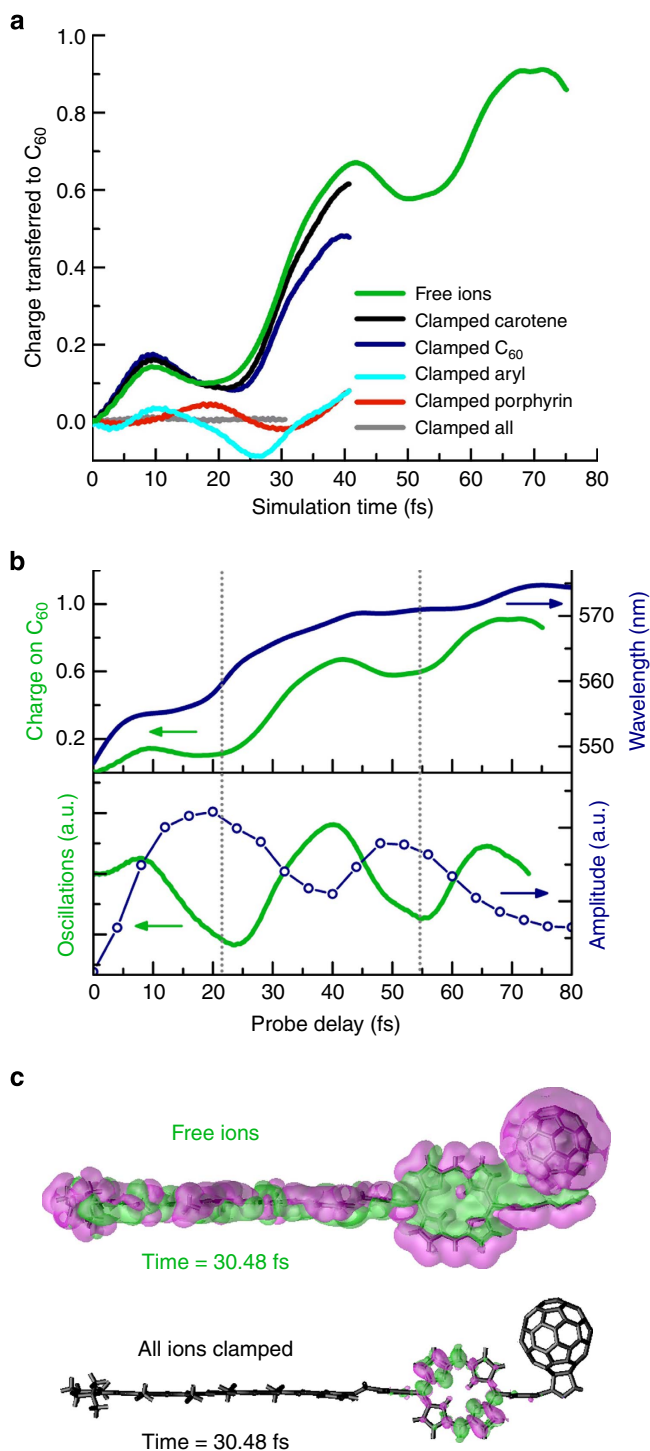 a
Charge transferred to C60
1.0
0.8
0.6
0.4
0.2
0.0
Free ions
Clamped carotene
Clamped C60
Clamped aryl
Clamped porphyrin
Clamped all
0 10 20 30 40 50 60 70 80
Simulation time (fs)
b
Charge on C60
1.0
0.6
0.2
570
560
550
Wavelength (nm)
Oscillations (a.u.)
Amplitude (a.u.)
0 10 20 30 40 50 60 70 80
Probe delay (fs)
c
Free ions
Time = 30.48 fs
All ions clamped
Time = 30.48 fs